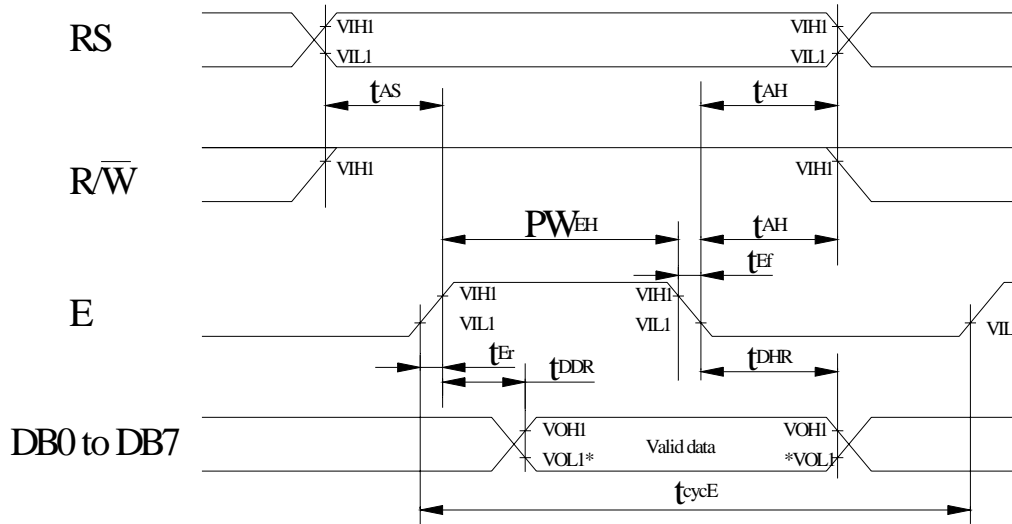 RS
VIH1 VIH1
VIL1 VIL1
tAS tAH
R/W̅
VIH1 VIH1
PWEH tAH
tEf
E
VIH1 VIH1
VIL1 VIL1 VIL
tEr tDDR tDHR
DB0 to DB7
VOH1 Valid data VOH1
VOL1* *VOL1
tcycE